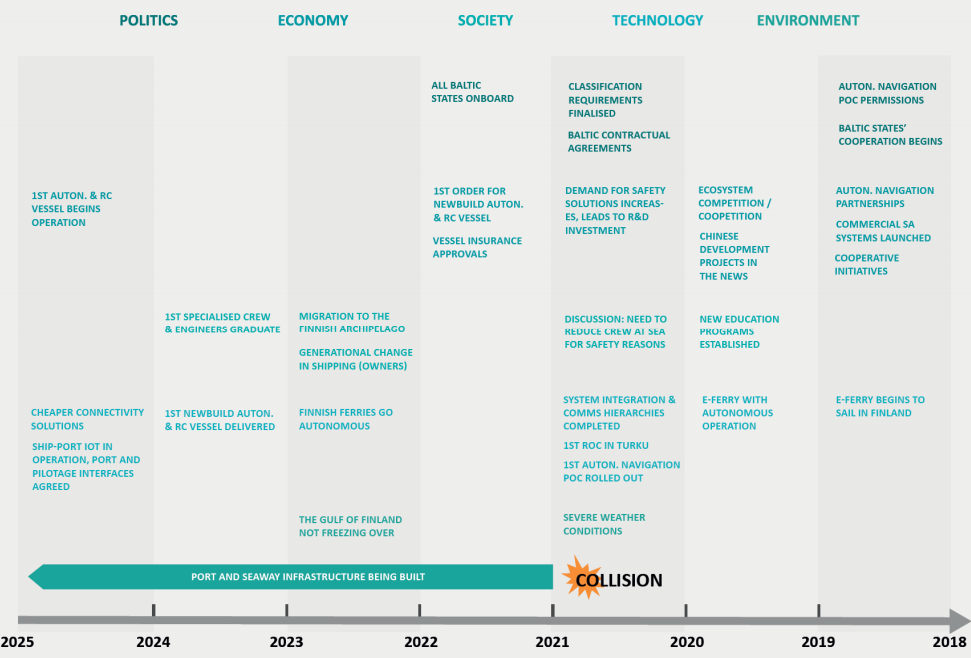 POLITICS
ECONOMY
SOCIETY
TECHNOLOGY
ENVIRONMENT
ALL BALTIC
STATES ONBOARD
CLASSIFICATION
REQUIREMENTS
FINALISED
BALTIC CONTRACTUAL
AGREEMENTS
AUTON. NAVIGATION
POC PERMISSIONS
BALTIC STATES’
COOPERATION BEGINS
1ST AUTON. & RC
VESSEL BEGINS
OPERATION
1ST ORDER FOR
NEWBUILD AUTON.
& RC VESSEL
VESSEL INSURANCE
APPROVALS
DEMAND FOR SAFETY
SOLUTIONS INCREAS-
ES, LEADS TO R&D
INVESTMENT
ECOSYSTEM
COMPETITION /
COOPETITION
CHINESE
DEVELOPMENT
PROJECTS IN
THE NEWS
AUTON. NAVIGATION
PARTNERSHIPS
COMMERCIAL SA
SYSTEMS LAUNCHED
COOPERATIVE
INITIATIVES
1ST SPECIALISED CREW
& ENGINEERS GRADUATE
MIGRATION TO THE
FINNISH ARCHIPELAGO
GENERATIONAL CHANGE
IN SHIPPING (OWNERS)
DISCUSSION: NEED TO
REDUCE CREW AT SEA
FOR SAFETY REASONS
NEW EDUCATION
PROGRAMS
ESTABLISHED
CHEAPER CONNECTIVITY
SOLUTIONS
SHIP-PORT IOT IN
OPERATION, PORT AND
PILOTAGE INTERFACES
AGREED
1ST NEWBUILD AUTON.
& RC VESSEL DELIVERED
FINNISH FERRIES GO
AUTONOMOUS
SYSTEM INTEGRATION &
COMMS HIERARCHIES
COMPLETED
1ST ROC IN TURKU
1ST AUTON. NAVIGATION
POC ROLLED OUT
E-FERRY WITH
AUTONOMOUS
OPERATION
E-FERRY BEGINS TO
SAIL IN FINLAND
THE GULF OF FINLAND
NOT FREEZING OVER
SEVERE WEATHER
CONDITIONS
PORT AND SEAWAY INFRASTRUCTURE BEING BUILT
COLLISION
2025
2024
2023
2022
2021
2020
2019
2018